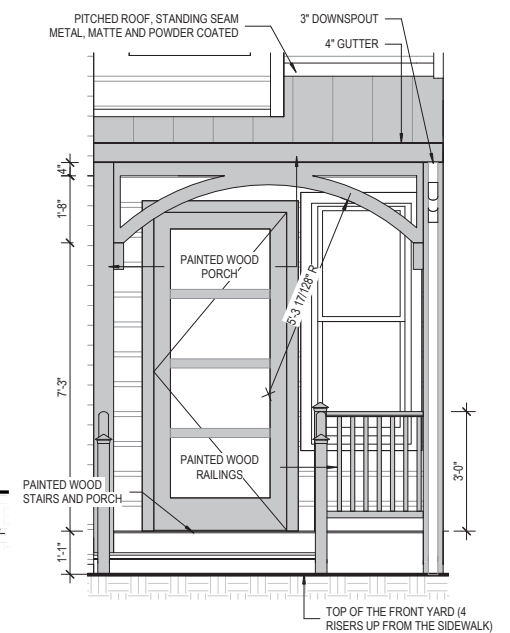 PITCHED ROOF, STANDING SEAM
METAL, MATTE AND POWDER COATED
3" DOWNSPOUT
4" GUTTER
4"
1'-8"
PAINTED WOOD
PORCH
5'-3 17/128" R
7'-3"
PAINTED WOOD
RAILINGS
3'-0"
PAINTED WOOD
STAIRS AND PORCH
1'-1"
TOP OF THE FRONT YARD (4
RISERS UP FROM THE SIDEWALK)